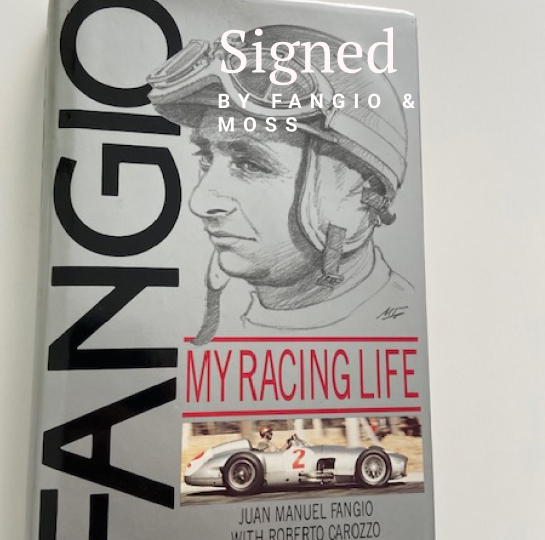 FANGIO
Signed
BY FANGIO &
MOSS
MY RACING LIFE
2
JUAN MANUEL FANGIO
WITH ROBERTO CAROZZO